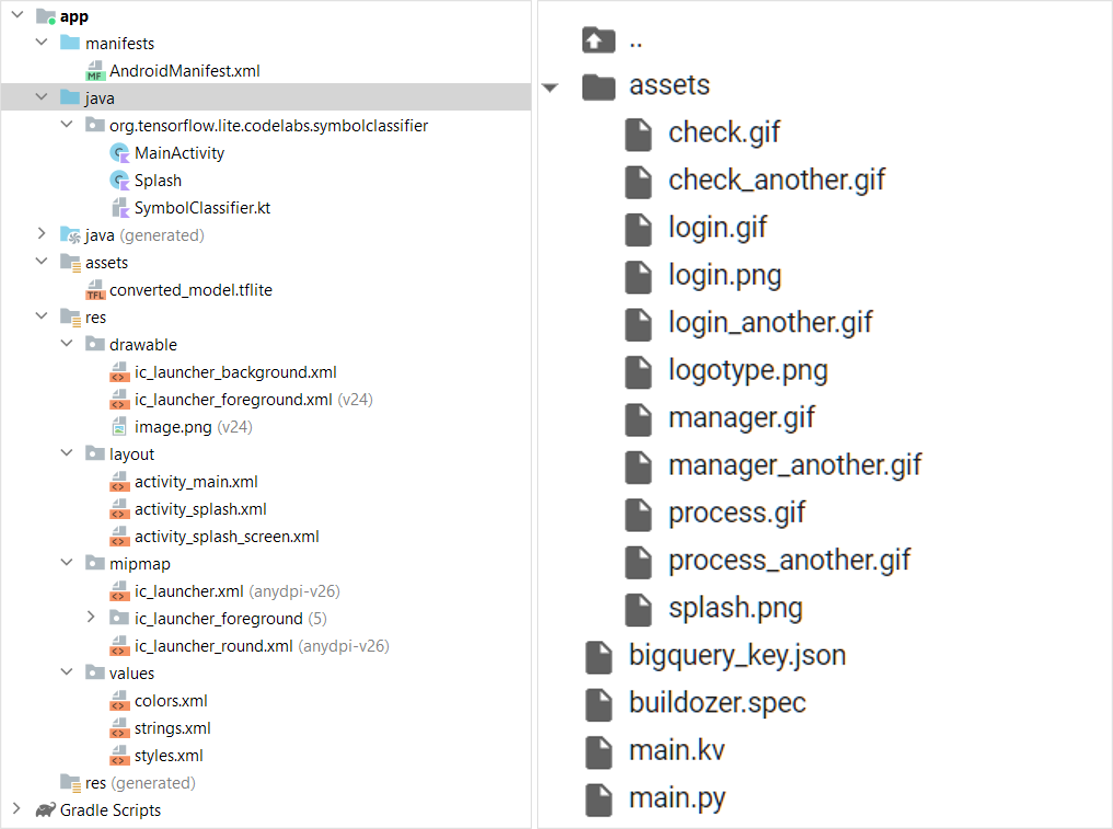 app
manifests
AndroidManifest.xml
java
org.tensorflow.lite.codelabs.symbolclassifier
MainActivity
Splash
SymbolClassifier.kt
java (generated)
assets
converted_model.tflite
res
drawable
ic_launcher_background.xml
ic_launcher_foreground.xml (v24)
image.png (v24)
layout
activity_main.xml
activity_splash.xml
activity_splash_screen.xml
mipmap
ic_launcher.xml (anydpi-v26)
ic_launcher_foreground (5)
ic_launcher_round.xml (anydpi-v26)
values
colors.xml
strings.xml
styles.xml
res (generated)
Gradle Scripts
..
assets
check.gif
check_another.gif
login.gif
login.png
login_another.gif
logotype.png
manager.gif
manager_another.gif
process.gif
process_another.gif
splash.png
bigquery_key.json
buildozer.spec
main.kv
main.py